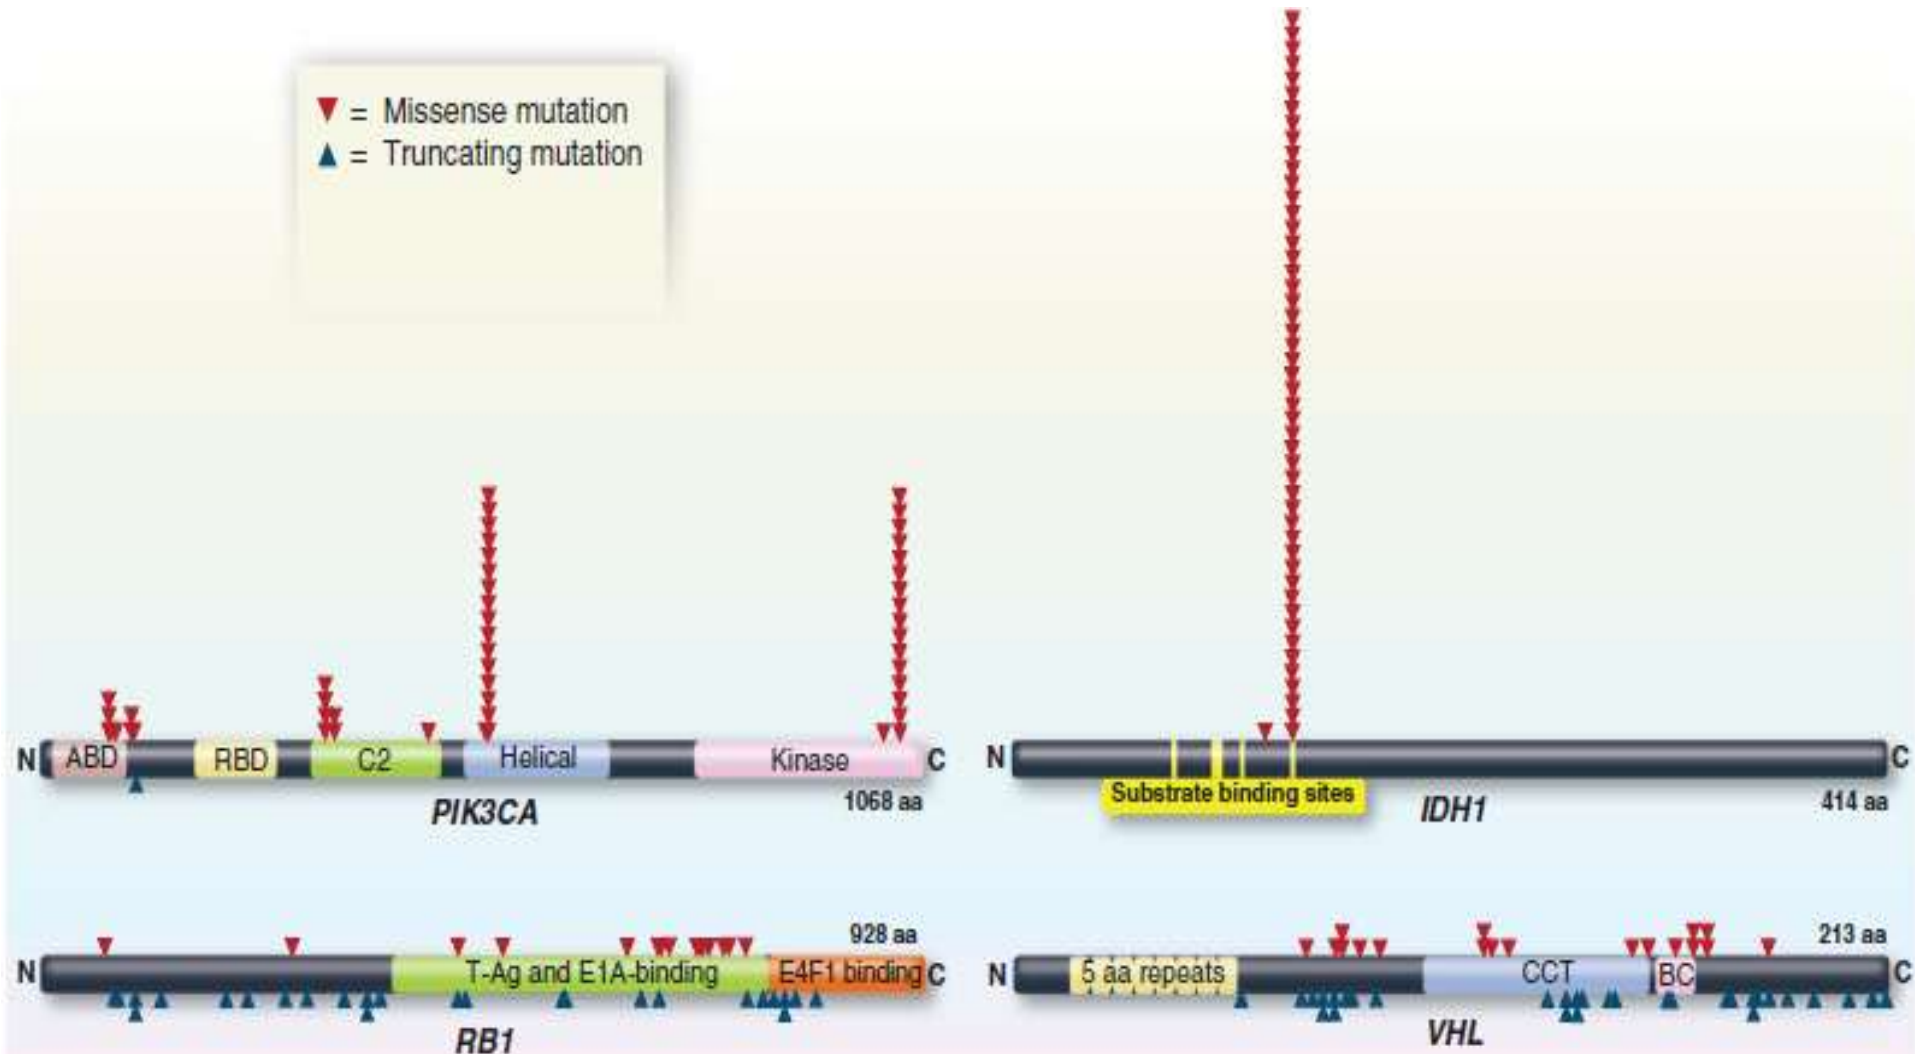 ▼ = Missense mutation
▲ = Truncating mutation
N ABD RBD C2 Helical Kinase C
1068 aa
PIK3CA
N C
Substrate binding sites
414 aa
IDH1
928 aa
N T-Ag and E1A-binding E4F1 binding C
RB1
213 aa
N 5 aa repeats CCT BC C
VHL